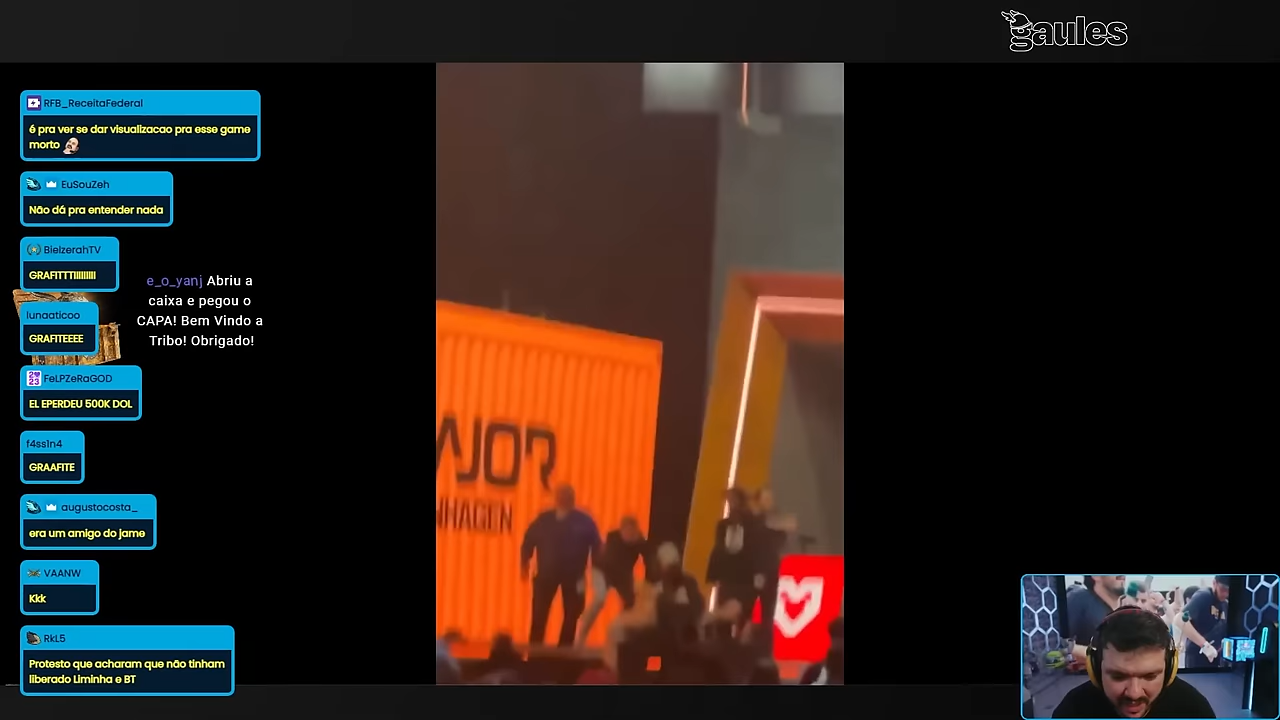 gaules
RFB_ReceitaFederal
é pra ver se dar visualizacao pra esse game
morto
EuSouZeh
Não dá pra entender nada
BielzerahTV
GRAFITTTIIIIIIIIII
lunaaticoo
GRAFITEEEE
e_o_yanj Abriu a
caixa e pegou o
CAPA! Bem Vindo a
Tribo! Obrigado!
FeLPZeRaGOD
EL EPERDEU 500K DOL
f4ss1n4
GRAAFITE
augustocosta_
era um amigo do jame
VAANW
Kkk
RkL5
Protesto que acharam que não tinham
liberado Liminha e BT
AJOR
NHAGEN